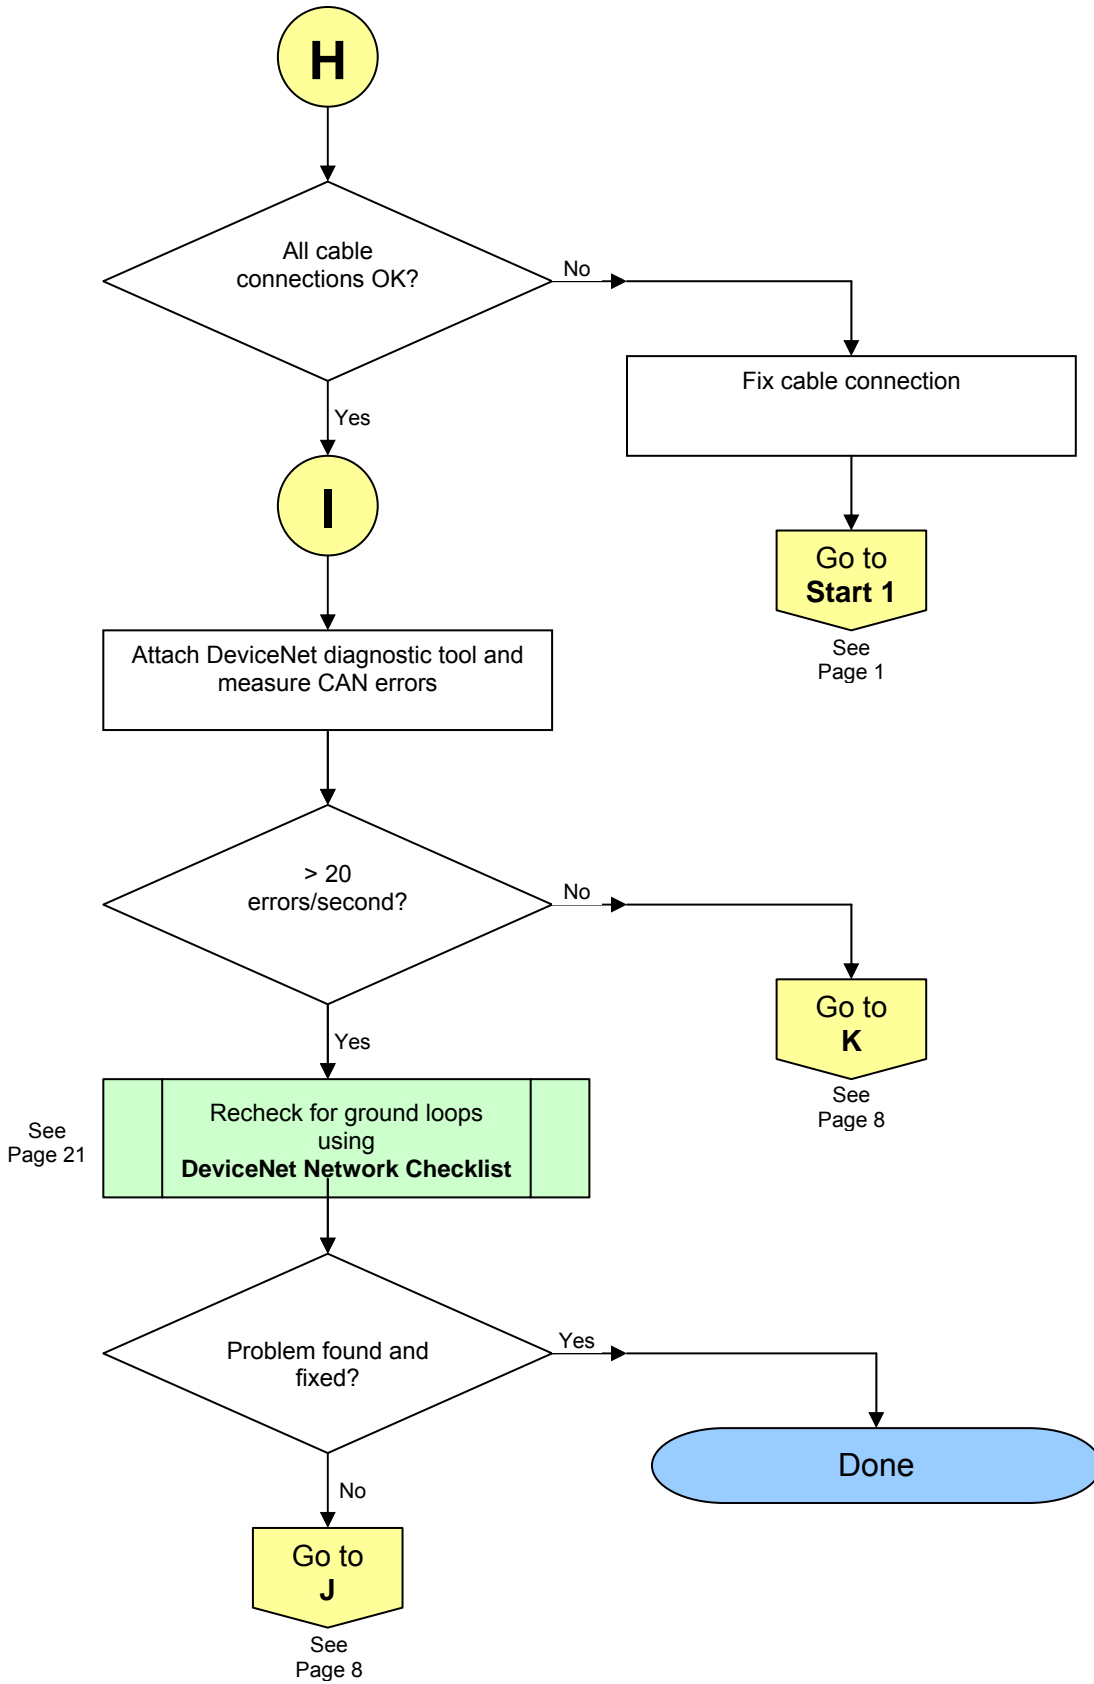 H
All cable
connections OK?
No
Fix cable connection
Yes
Go to
Start 1
See
Page 1
I
Attach DeviceNet diagnostic tool and
measure CAN errors
> 20
errors/second?
No
Go to
K
See
Page 8
Yes
See
Page 21
Recheck for ground loops
using
DeviceNet Network Checklist
Problem found and
fixed?
Yes
Done
No
Go to
J
See
Page 8